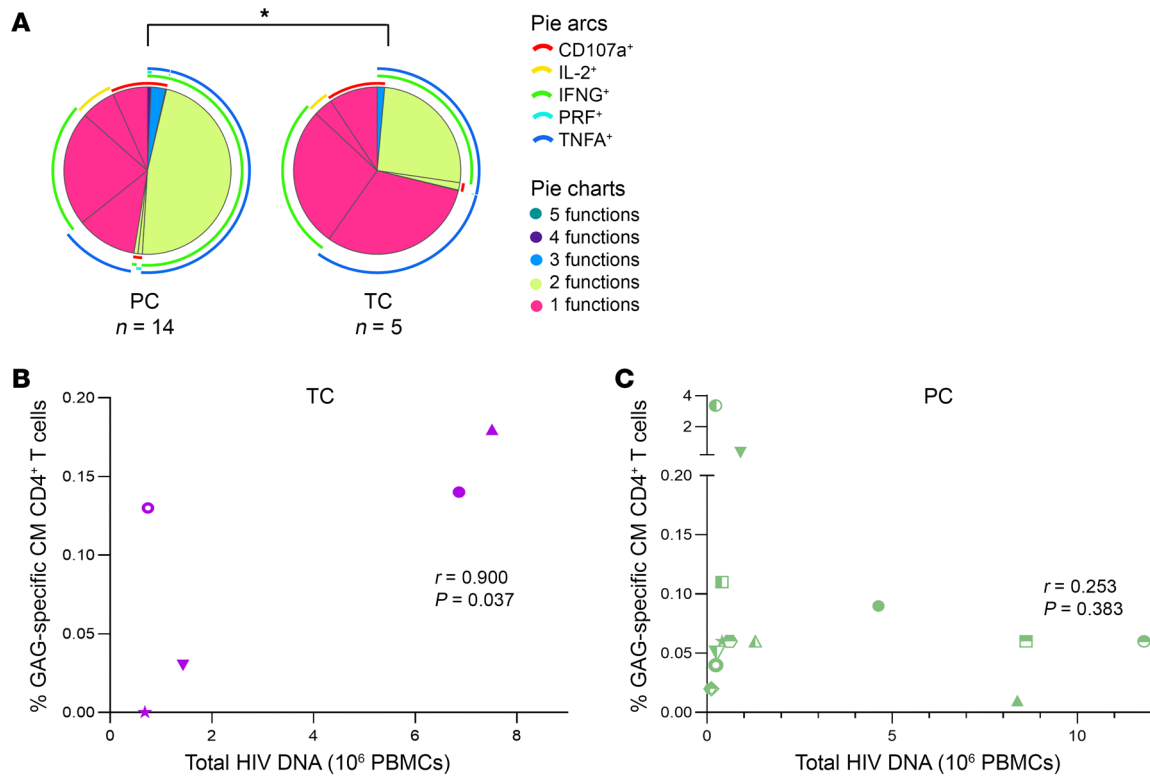 A
*
PC
n = 14
TC
n = 5
Pie arcs
CD107a⁺
IL-2⁺
IFNG⁺
PRF⁺
TNFA⁺
Pie charts
5 functions
4 functions
3 functions
2 functions
1 functions
B
TC
% GAG-specific CM CD4⁺ T cells
0.20
0.15
0.10
0.05
0.00
r = 0.900
P = 0.037
0 2 4 6 8
Total HIV DNA (10⁶ PBMCs)
C
PC
% GAG-specific CM CD4⁺ T cells
4
2
0.20
0.15
0.10
0.05
0.00
r = 0.253
P = 0.383
0 5 10
Total HIV DNA (10⁶ PBMCs)